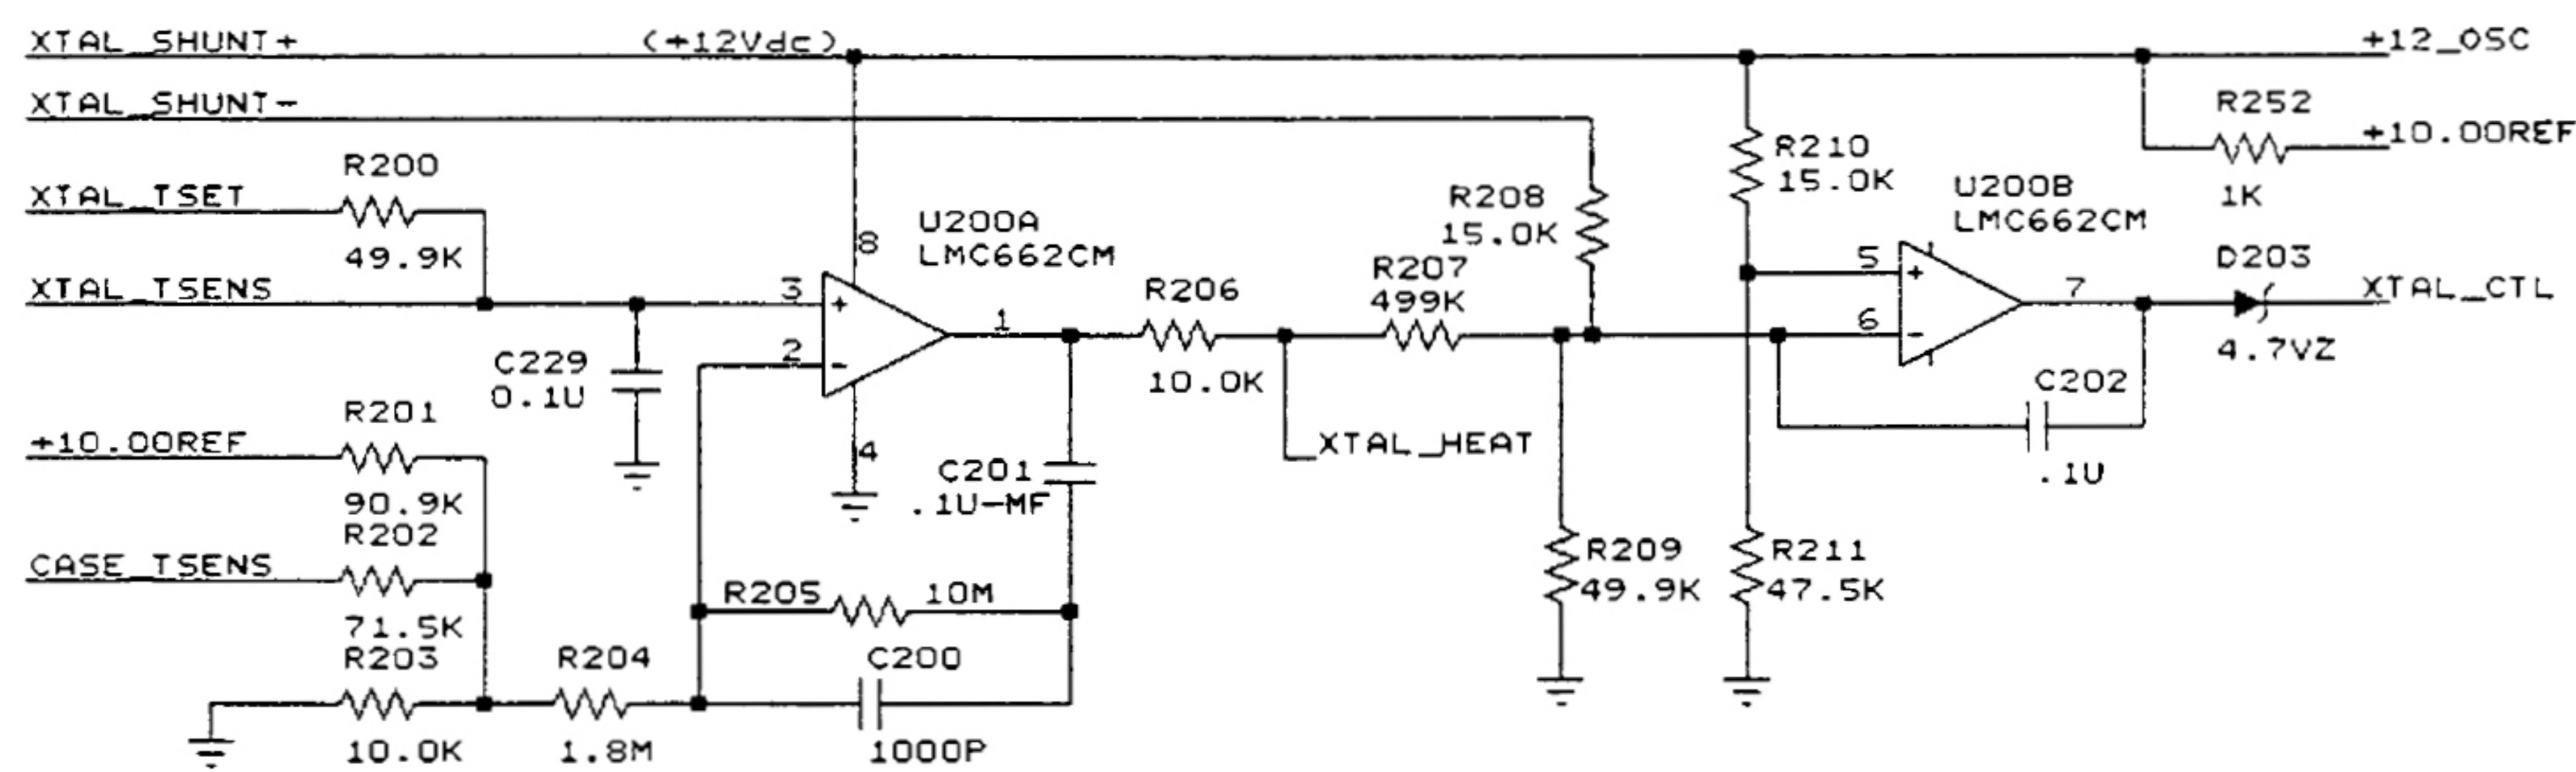 XTAL_SHUNT+
(+12Vdc)
+12_OSC
XTAL_SHUNT-
R252
+10.00REF
1K
R200
XTAL_TSET
49.9K
XTAL_TSENS
C229
0.1U
8
U200A
LMC662CM
3
2
1
4
R206
10.0K
R207
499K
R208
15.0K
R210
15.0K
U200B
LMC662CM
5
6
7
D203
4.7VZ
XTAL_CTL
C202
.1U
XTAL_HEAT
C201
.1U-MF
R201
+10.00REF
90.9K
R202
CASE_TSENS
71.5K
R203
10.0K
R204
1.8M
R205
10M
C200
1000P
R209
49.9K
R211
47.5K